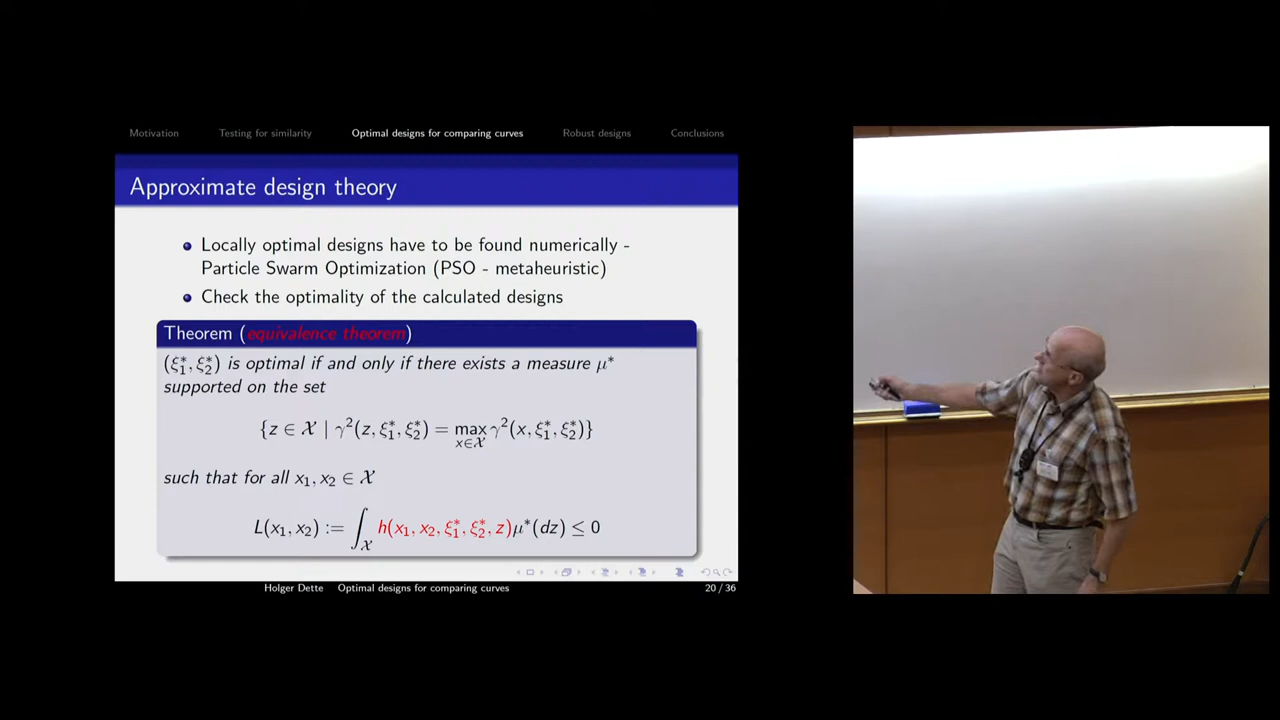 Motivation Testing for similarity Optimal designs for comparing curves Robust designs Conclusions
Approximate design theory
Locally optimal designs have to be found numerically -
Particle Swarm Optimization (PSO - metaheuristic)
Check the optimality of the calculated designs
Theorem (equivalence theorem)
(ξ₁*, ξ₂*) is optimal if and only if there exists a measure μ*
supported on the set
{z ∈ 𝒳 | γ²(z, ξ₁*, ξ₂*) = max_{x∈𝒳} γ²(x, ξ₁*, ξ₂*)}
such that for all x₁, x₂ ∈ 𝒳
L(x₁, x₂) := ∫_𝒳 h(x₁, x₂, ξ₁*, ξ₂*, z)μ*(dz) ≤ 0
Holger Dette Optimal designs for comparing curves 20 / 36